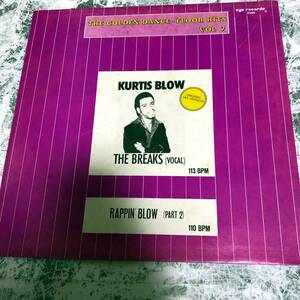 THE GOLDEN DANCE-FLOOR HITS
VOL 7
KURTIS BLOW
THE BREAKS (VOCAL)
113 BPM
RAPPIN' BLOW (PART 2)
110 BPM